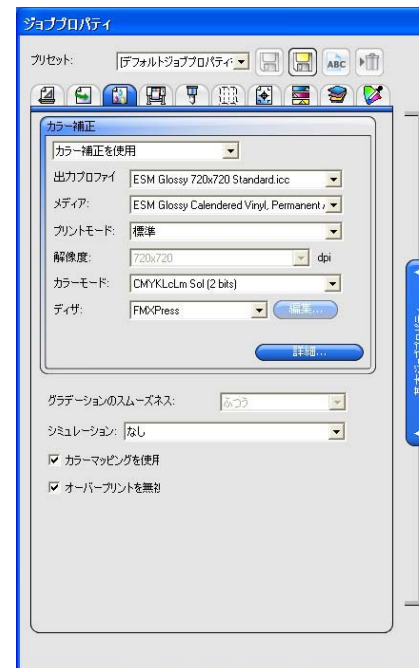 ジョブプロパティ
プリセット: [デフォルトジョブプロパティ
ABC
カラー補正
カラー補正を使用
出力プロファイ ESM Glossy 720x720 Standard.icc
メディア: ESM Glossy Calendered Vinyl, Permanent
プリントモード: 標準
解像度: 720x720 dpi
カラーモード: CMYKLcLm Sol (2 bits)
ディザ: FMXPress 編集...
詳細...
グラデーションのスムーズネス: ふつう
シミュレーション: なし
カラーマッピングを使用
オーバープリントを無